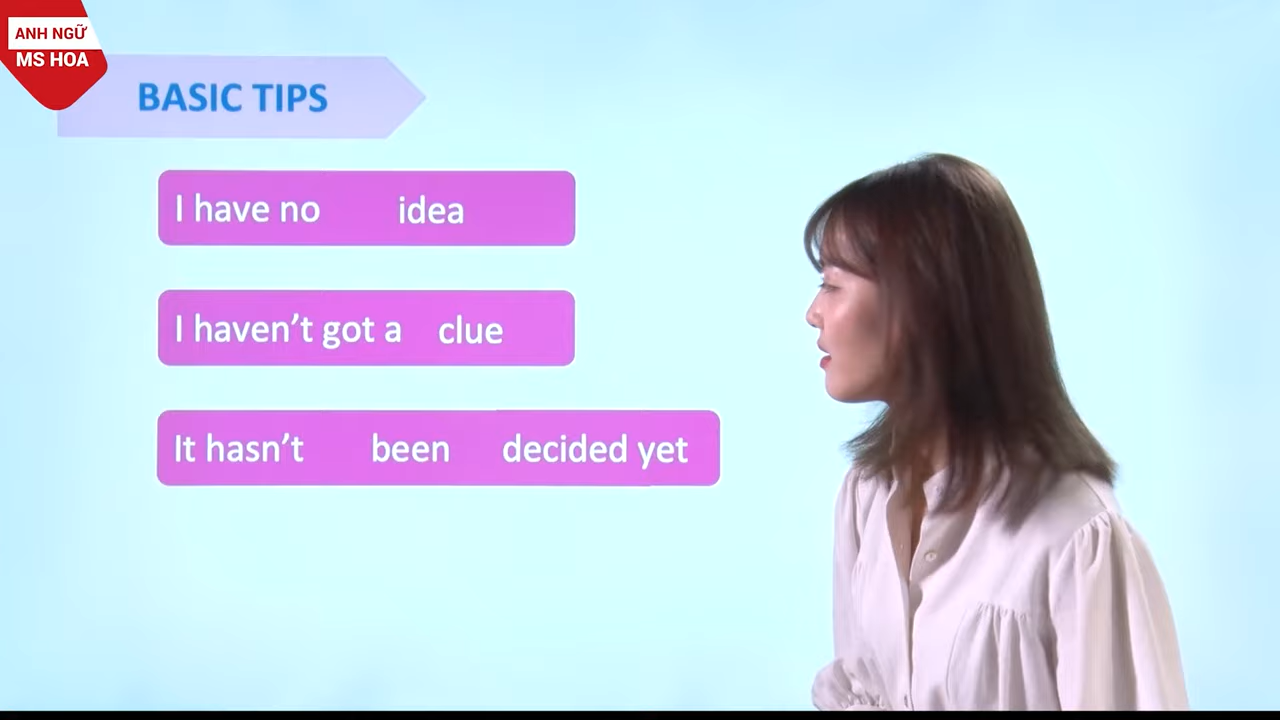 ANH NGỮ
MS HOA
BASIC TIPS
I have no idea
I haven't got a clue
It hasn't been decided yet